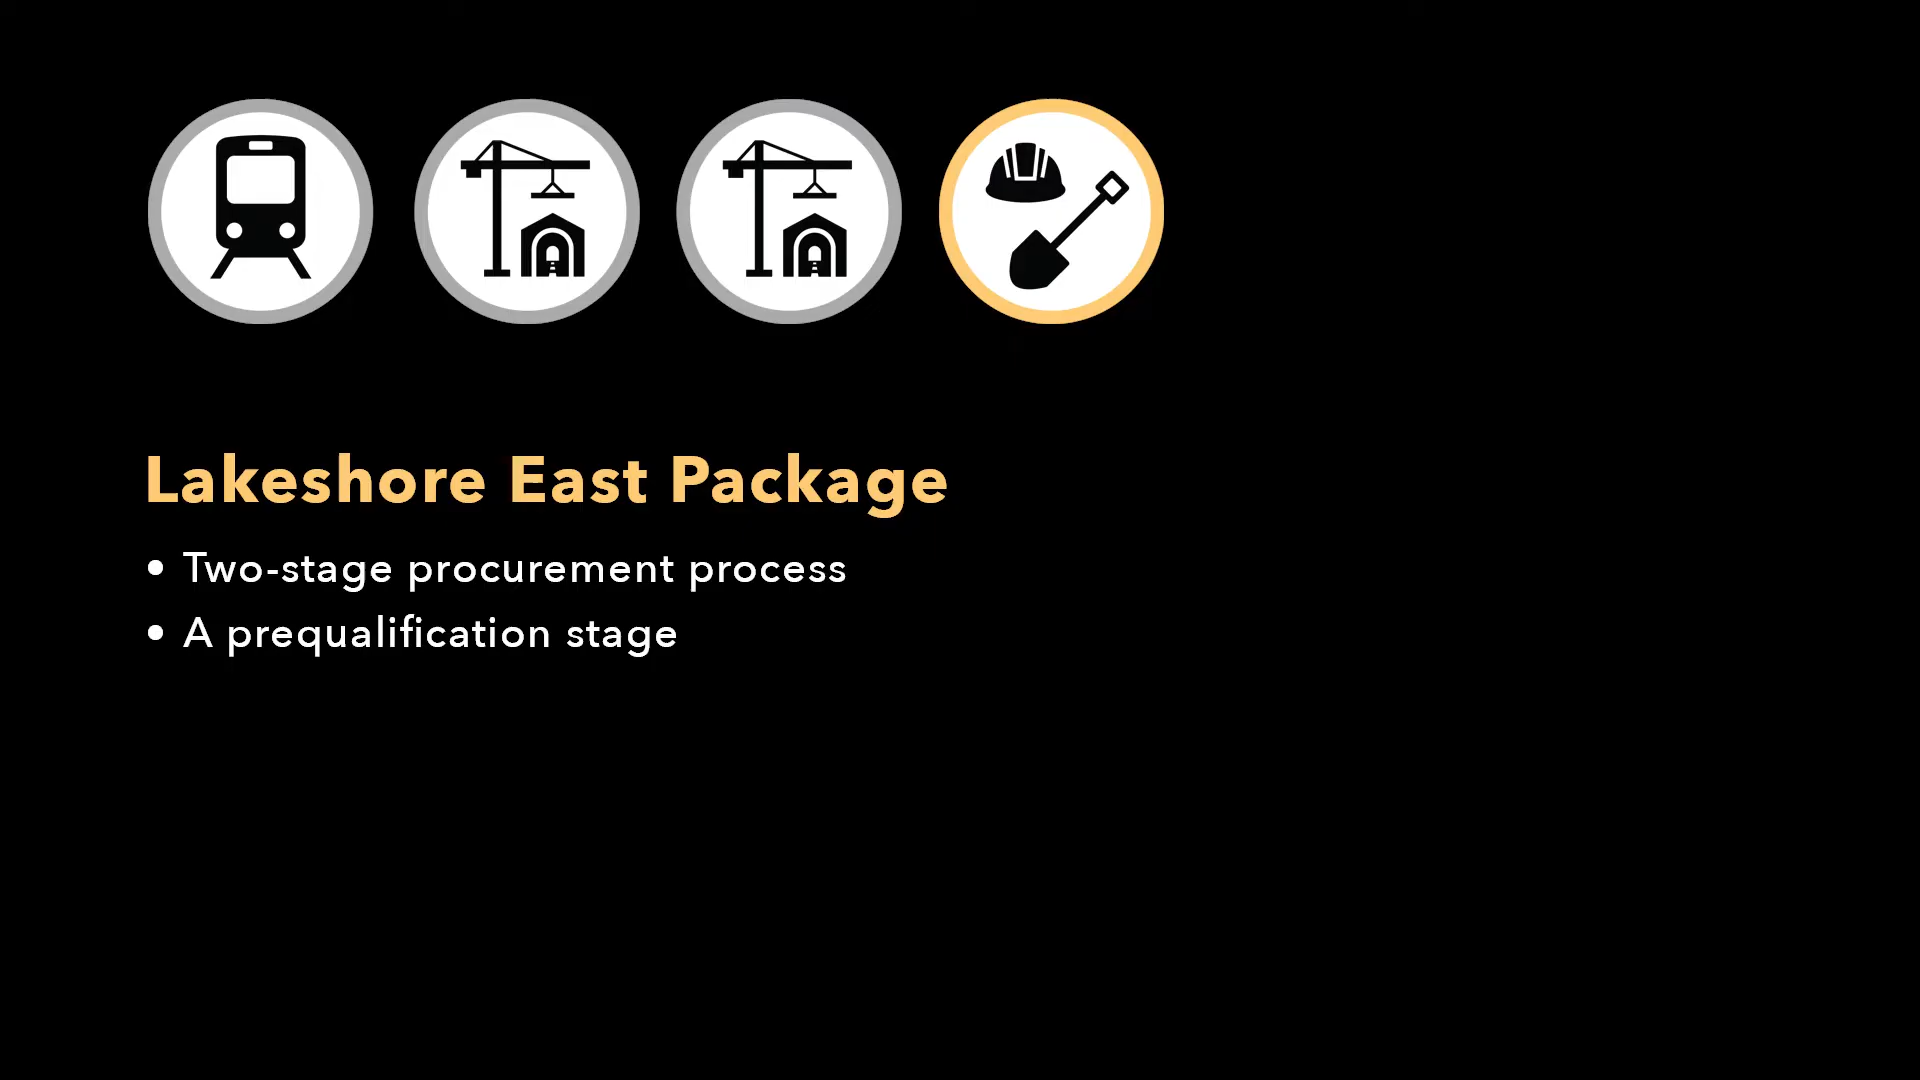 Lakeshore East Package
• Two-stage procurement process
• A prequalification stage